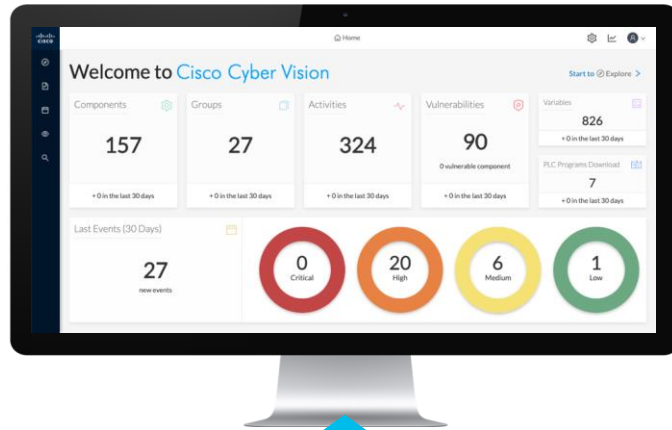 CISCO
Home
Welcome to Cisco Cyber Vision
Start to Explore >
Components
157
+ 0 in the last 30 days
Groups
27
+ 0 in the last 30 days
Activities
324
+ 0 in the last 30 days
Vulnerabilities
90
0 vulnerable component
+ 0 in the last 30 days
Variables
826
+ 0 in the last 30 days
PLC Programs Download
7
+ 0 in the last 30 days
Last Events (30 Days)
27
new events
0
Critical
20
High
6
Medium
1
Low